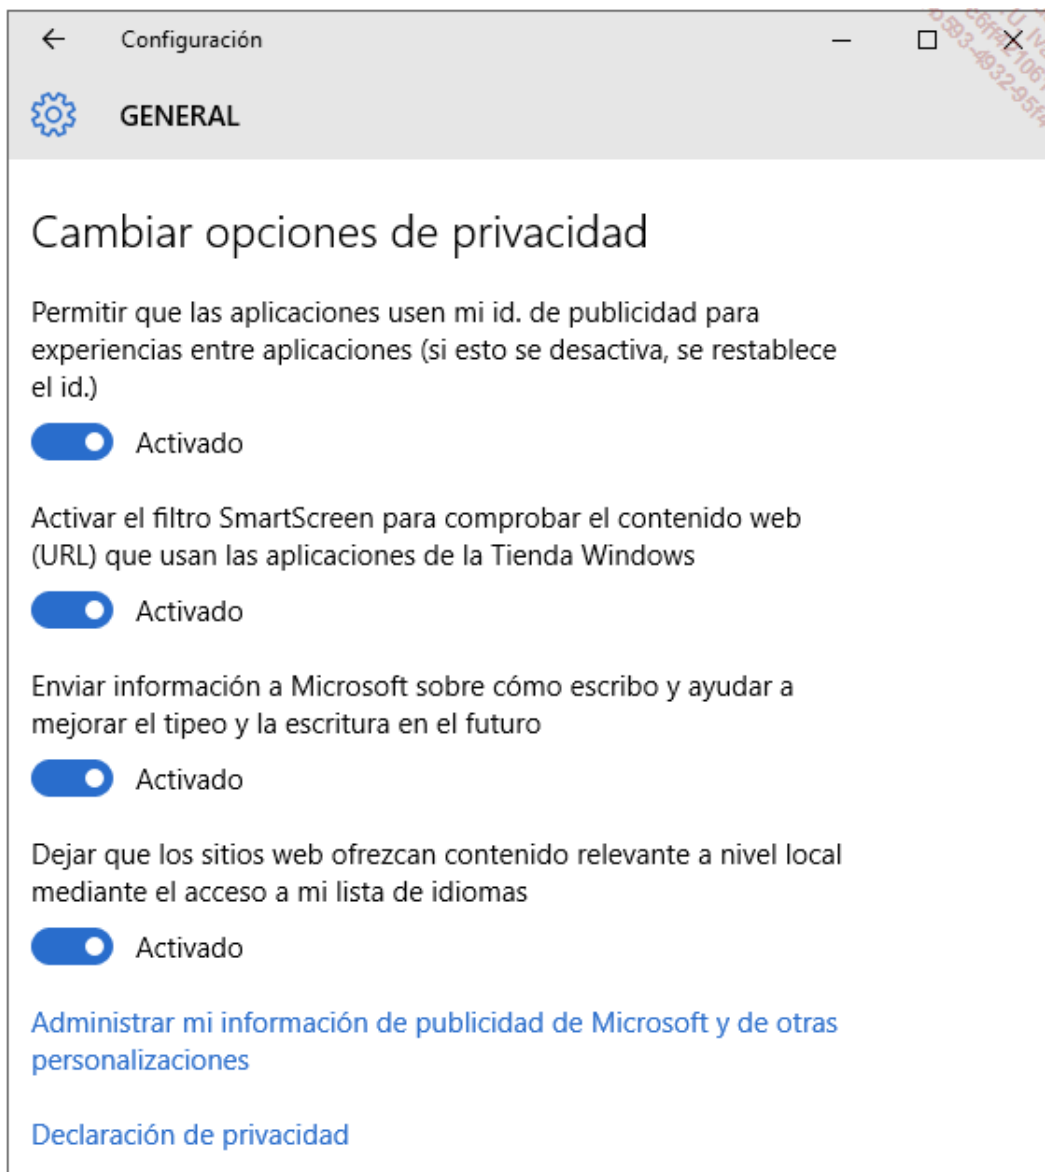 Configuración
GENERAL
Cambiar opciones de privacidad
Permitir que las aplicaciones usen mi id. de publicidad para
experiencias entre aplicaciones (si esto se desactiva, se restablece
el id.)
Activado
Activar el filtro SmartScreen para comprobar el contenido web
(URL) que usan las aplicaciones de la Tienda Windows
Activado
Enviar información a Microsoft sobre cómo escribo y ayudar a
mejorar el tipeo y la escritura en el futuro
Activado
Dejar que los sitios web ofrezcan contenido relevante a nivel local
mediante el acceso a mi lista de idiomas
Activado
Administrar mi información de publicidad de Microsoft y de otras
personalizaciones
Declaración de privacidad